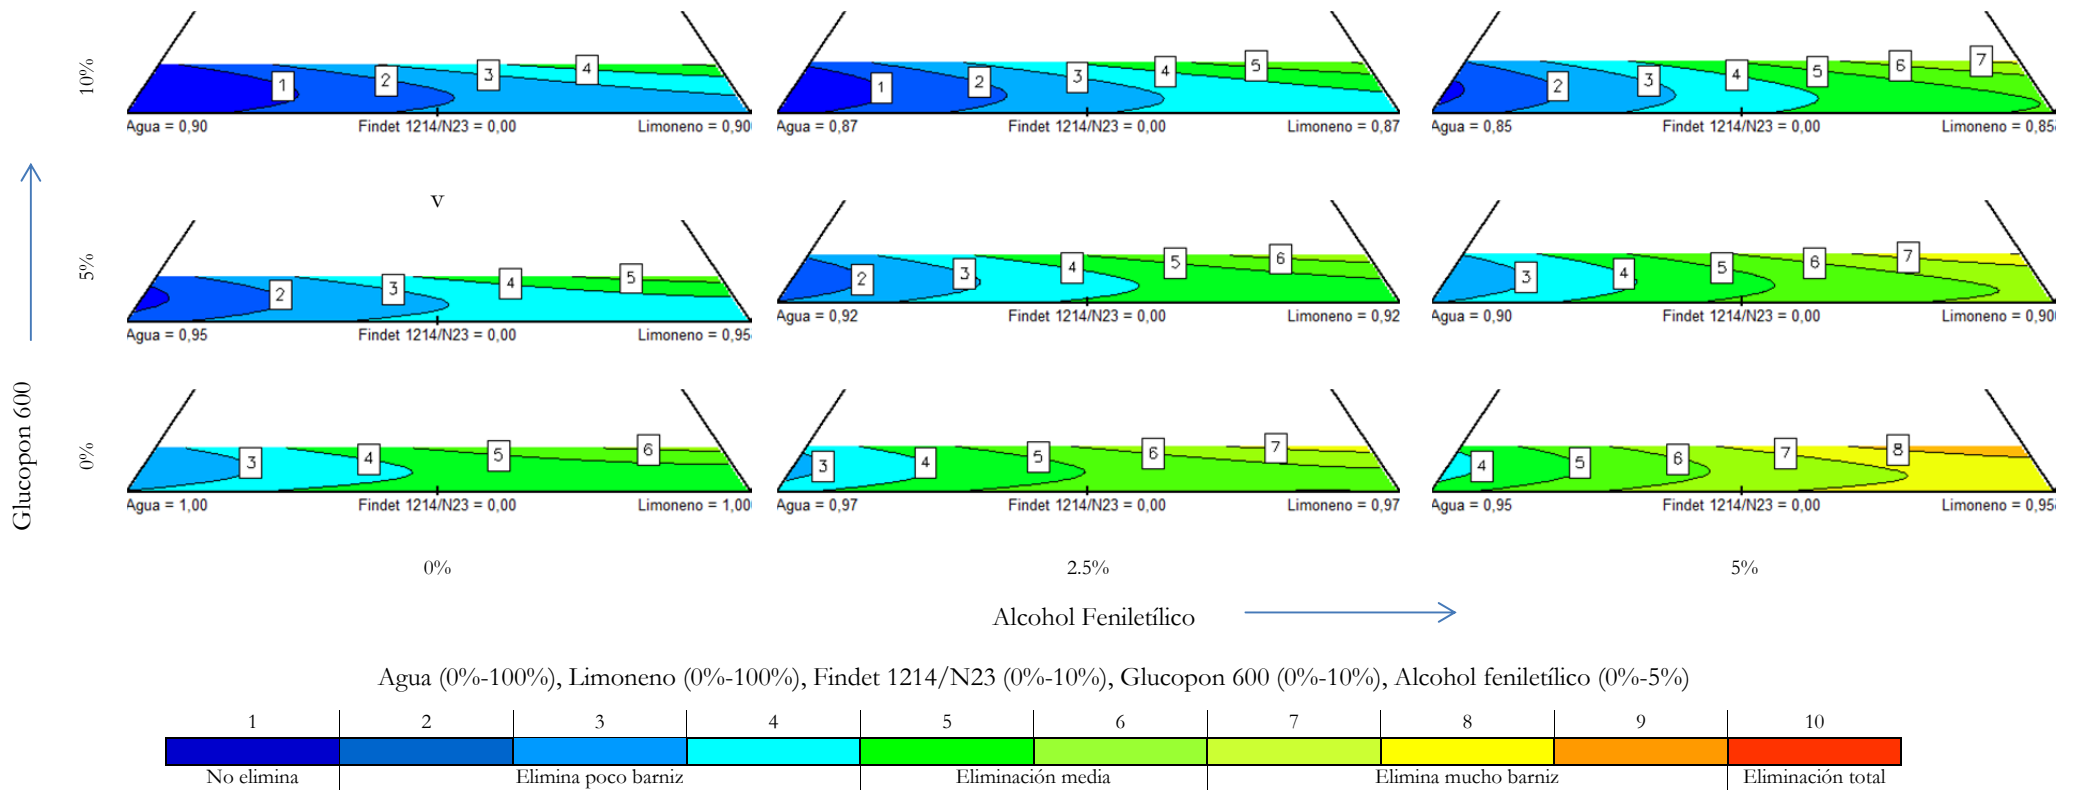 10%
1 2 3 4
Agua = 0,90 Findet 1214/N23 = 0,00 Limoneno = 0,90
1 2 3 4 5
Agua = 0,87 Findet 1214/N23 = 0,00 Limoneno = 0,87
2 3 4 5 6 7
Agua = 0,85 Findet 1214/N23 = 0,00 Limoneno = 0,85
v
5%
2 3 4 5
Agua = 0,95 Findet 1214/N23 = 0,00 Limoneno = 0,95
2 3 4 5 6
Agua = 0,92 Findet 1214/N23 = 0,00 Limoneno = 0,92
3 4 5 6 7
Agua = 0,90 Findet 1214/N23 = 0,00 Limoneno = 0,90
Glucopon 600
0%
3 4 5 6
Agua = 1,00 Findet 1214/N23 = 0,00 Limoneno = 1,00
3 4 5 6 7
Agua = 0,97 Findet 1214/N23 = 0,00 Limoneno = 0,97
4 5 6 7 8
Agua = 0,95 Findet 1214/N23 = 0,00 Limoneno = 0,95
0% 2.5% 5%
Alcohol Feniletílico
Agua (0%-100%), Limoneno (0%-100%), Findet 1214/N23 (0%-10%), Glucopon 600 (0%-10%), Alcohol feniletílico (0%-5%)
1 2 3 4 5 6 7 8 9 10
No elimina Elimina poco barniz Eliminación media Elimina mucho barniz Eliminación total